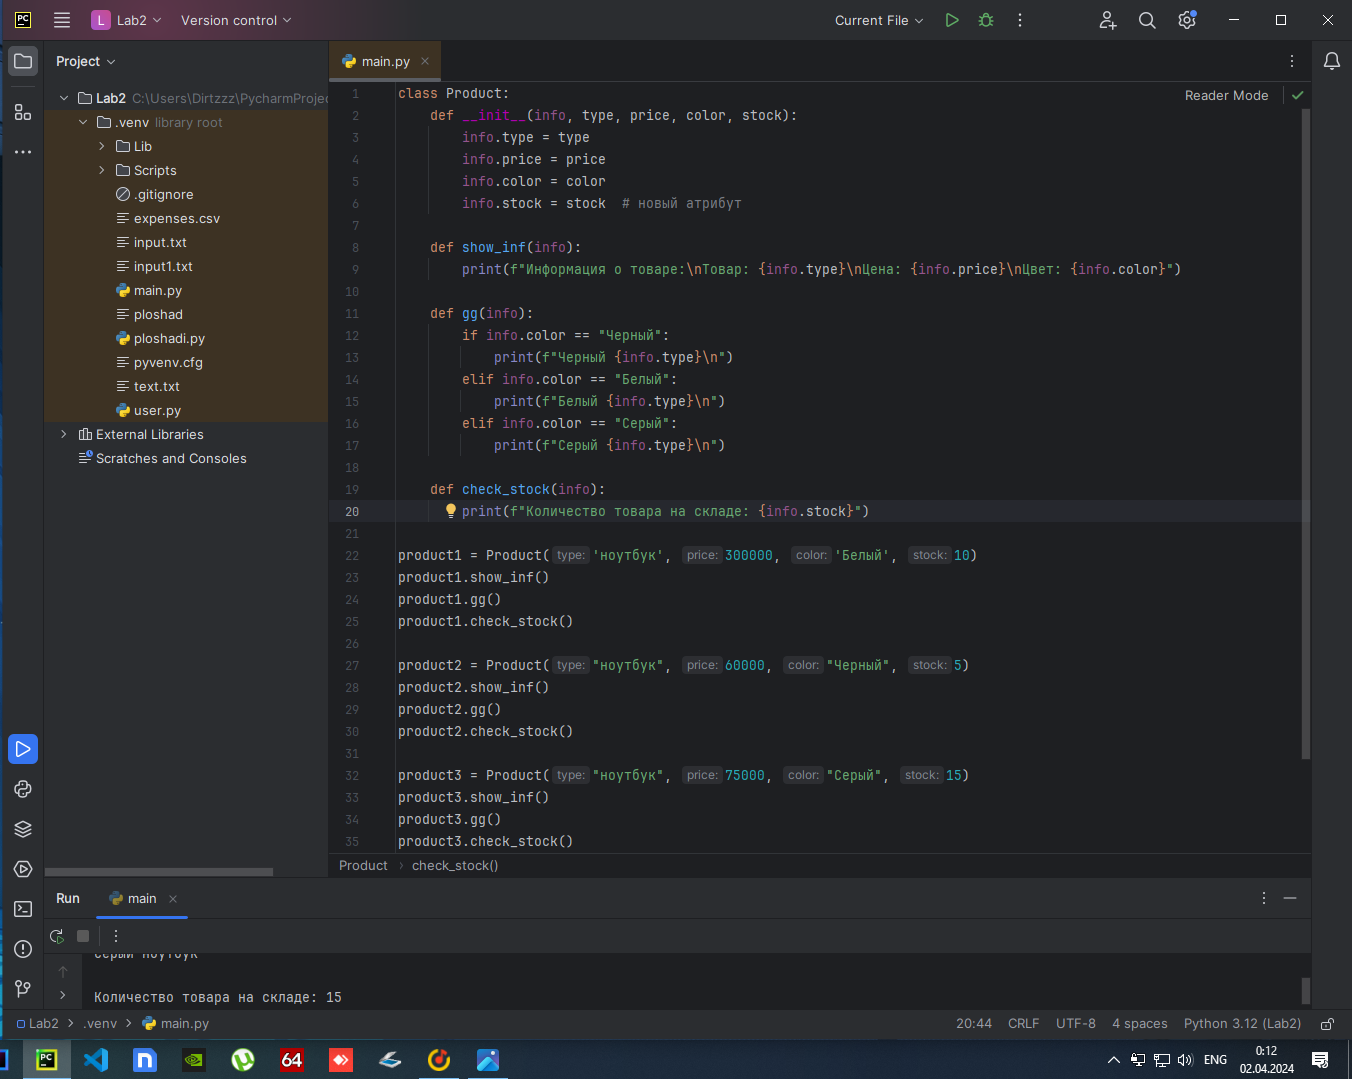 PC
L Lab2 Version control Current File
Project
main.py
Lab2 C:\Users\Dirtzzz\PycharmProjec
.venv library root
Lib
Scripts
.gitignore
expenses.csv
input.txt
input1.txt
main.py
ploshad
ploshadi.py
pyvenv.cfg
text.txt
user.py
External Libraries
Scratches and Consoles
Reader Mode
1 class Product:
2 def __init__(info, type, price, color, stock):
3 info.type = type
4 info.price = price
5 info.color = color
6 info.stock = stock # новый атрибут
7
8 def show_inf(info):
9 print(f"Информация о товаре:\nТовар: {info.type}\nЦена: {info.price}\nЦвет: {info.color}")
10
11 def gg(info):
12 if info.color == "Черный":
13 print(f"Черный {info.type}\n")
14 elif info.color == "Белый":
15 print(f"Белый {info.type}\n")
16 elif info.color == "Серый":
17 print(f"Серый {info.type}\n")
18
19 def check_stock(info):
20 print(f"Количество товара на складе: {info.stock}")
21
22 product1 = Product( type: 'ноутбук', price: 300000, color: 'Белый', stock: 10)
23 product1.show_inf()
24 product1.gg()
25 product1.check_stock()
26
27 product2 = Product( type: "ноутбук", price: 60000, color: "Черный", stock: 5)
28 product2.show_inf()
29 product2.gg()
30 product2.check_stock()
31
32 product3 = Product( type: "ноутбук", price: 75000, color: "Серый", stock: 15)
33 product3.show_inf()
34 product3.gg()
35 product3.check_stock()
Product › check_stock()
Run main
Серый ноутбук
Количество товара на складе: 15
Lab2 > .venv > main.py 20:44 CRLF UTF-8 4 spaces Python 3.12 (Lab2)
PC
64
ENG
0:12
02.04.2024